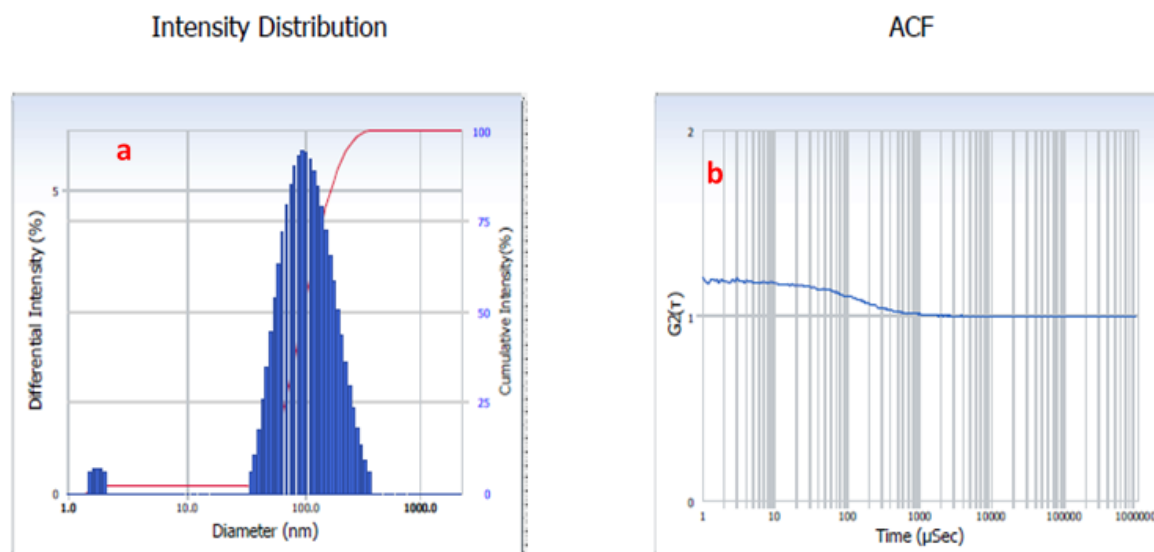 Intensity Distribution
ACF
a
Differential Intensity (%)
5
0
100
75
50
25
0
Cumulative Intensity(%)
1.0
10.0
100.0
1000.0
Diameter (nm)
b
G2(τ)
2
1
0
1
10
100
1000
10000
100000
1000000
Time (µSec)